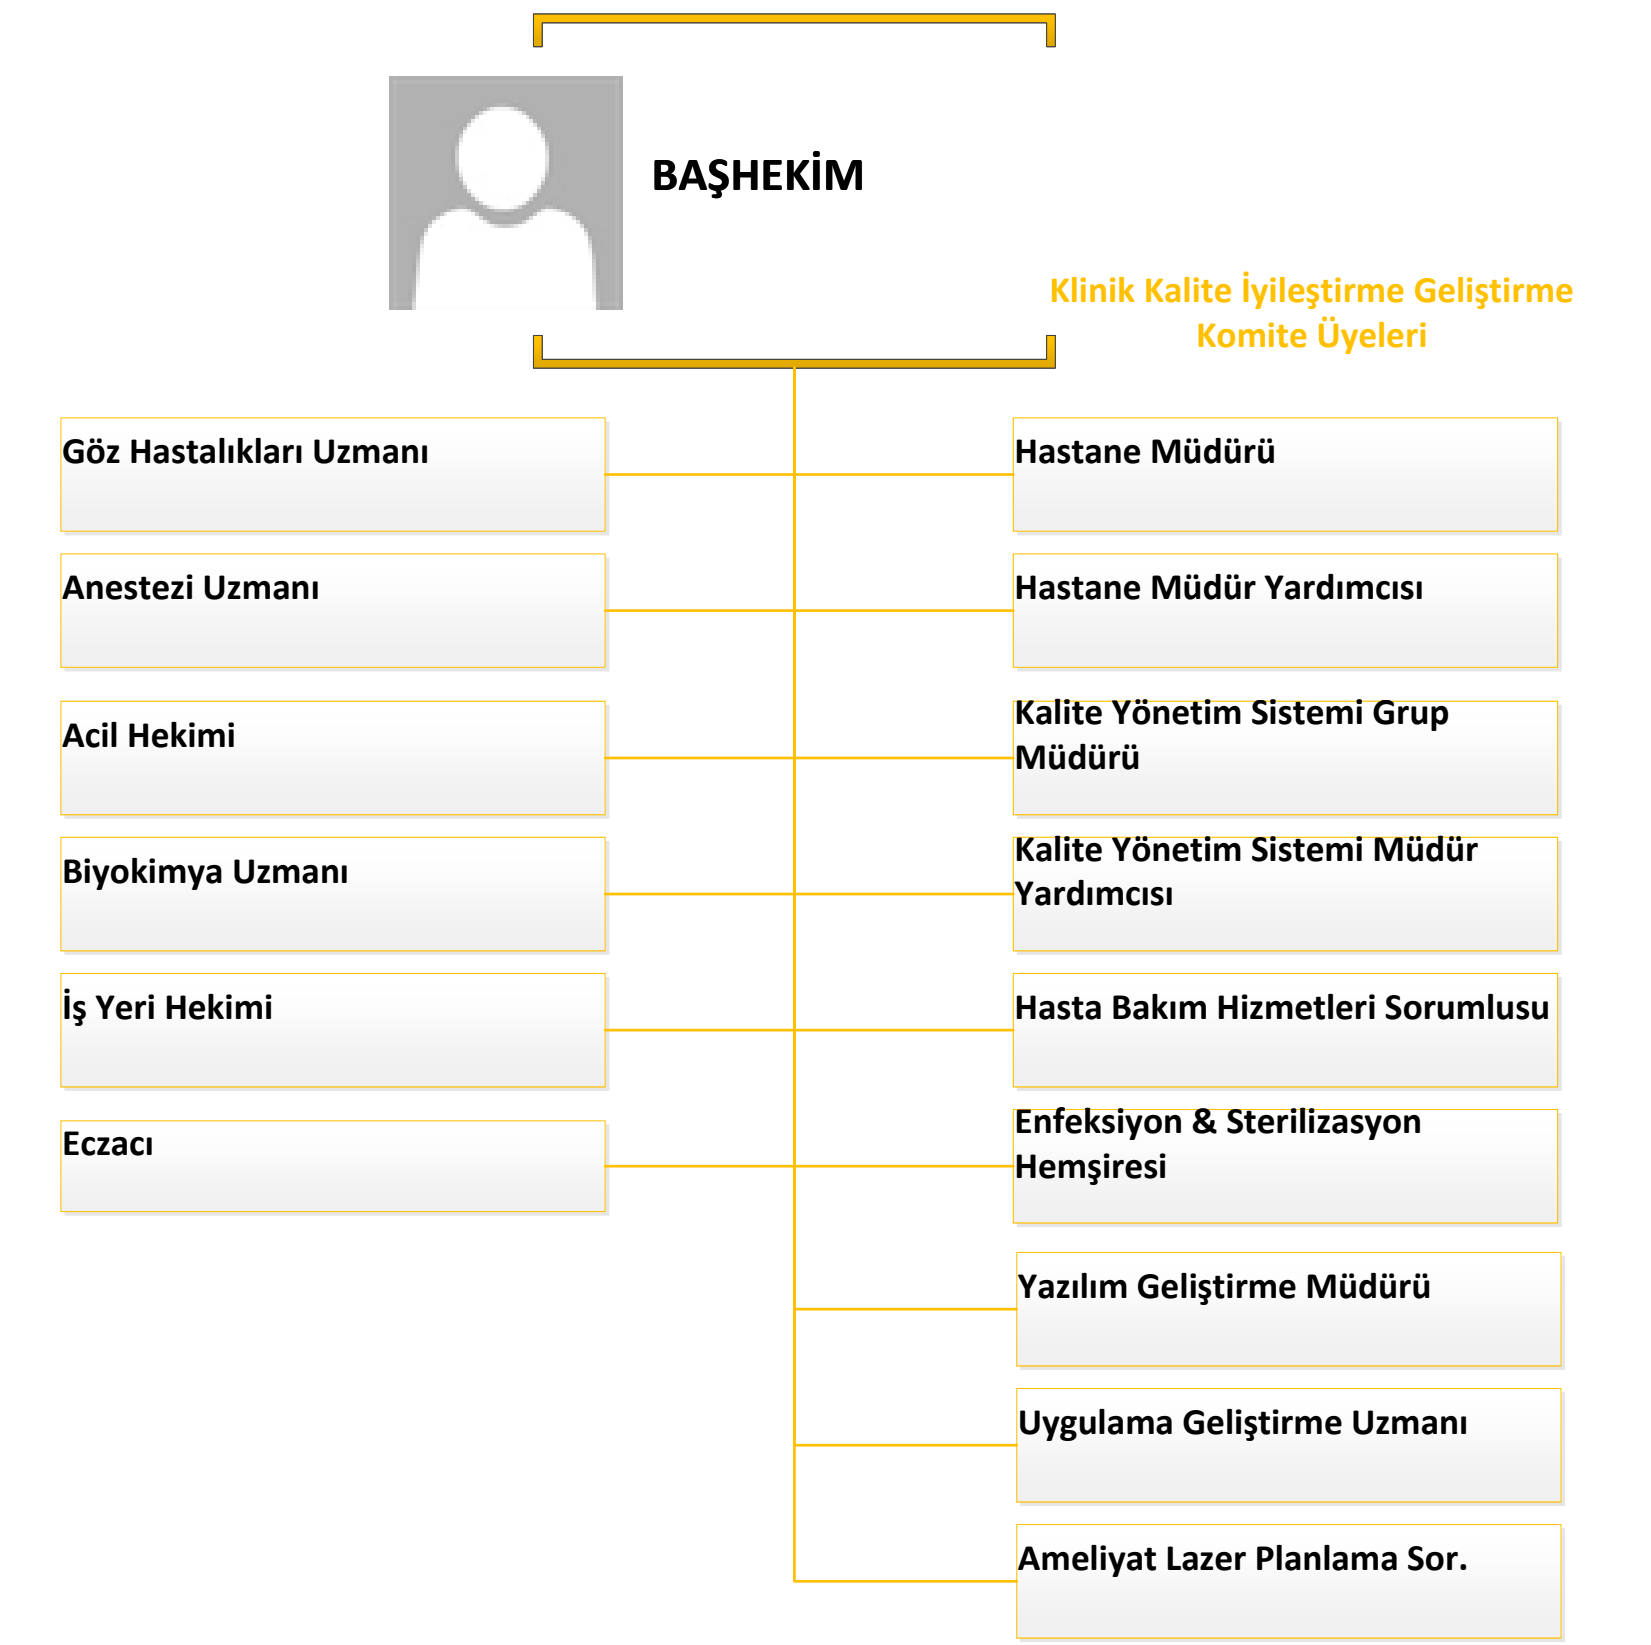 BAŞHEKİM
Klinik Kalite İyileştirme Geliştirme
Komite Üyeleri
Göz Hastalıkları Uzmanı
Hastane Müdürü
Anestezi Uzmanı
Hastane Müdür Yardımcısı
Acil Hekimi
Kalite Yönetim Sistemi Grup
Müdürü
Biyokimya Uzmanı
Kalite Yönetim Sistemi Müdür
Yardımcısı
İş Yeri Hekimi
Hasta Bakım Hizmetleri Sorumlusu
Eczacı
Enfeksiyon & Sterilizasyon
Hemşiresi
Yazılım Geliştirme Müdürü
Uygulama Geliştirme Uzmanı
Ameliyat Lazer Planlama Sor.